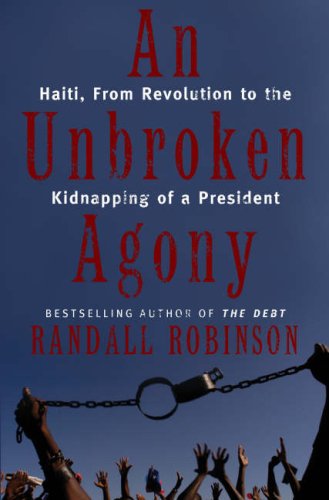 An
Haiti, From Revolution to the
Unbroken
Kidnapping of a President
Agony
BESTSELLING AUTHOR OF THE DEBT
RANDALL ROBINSON